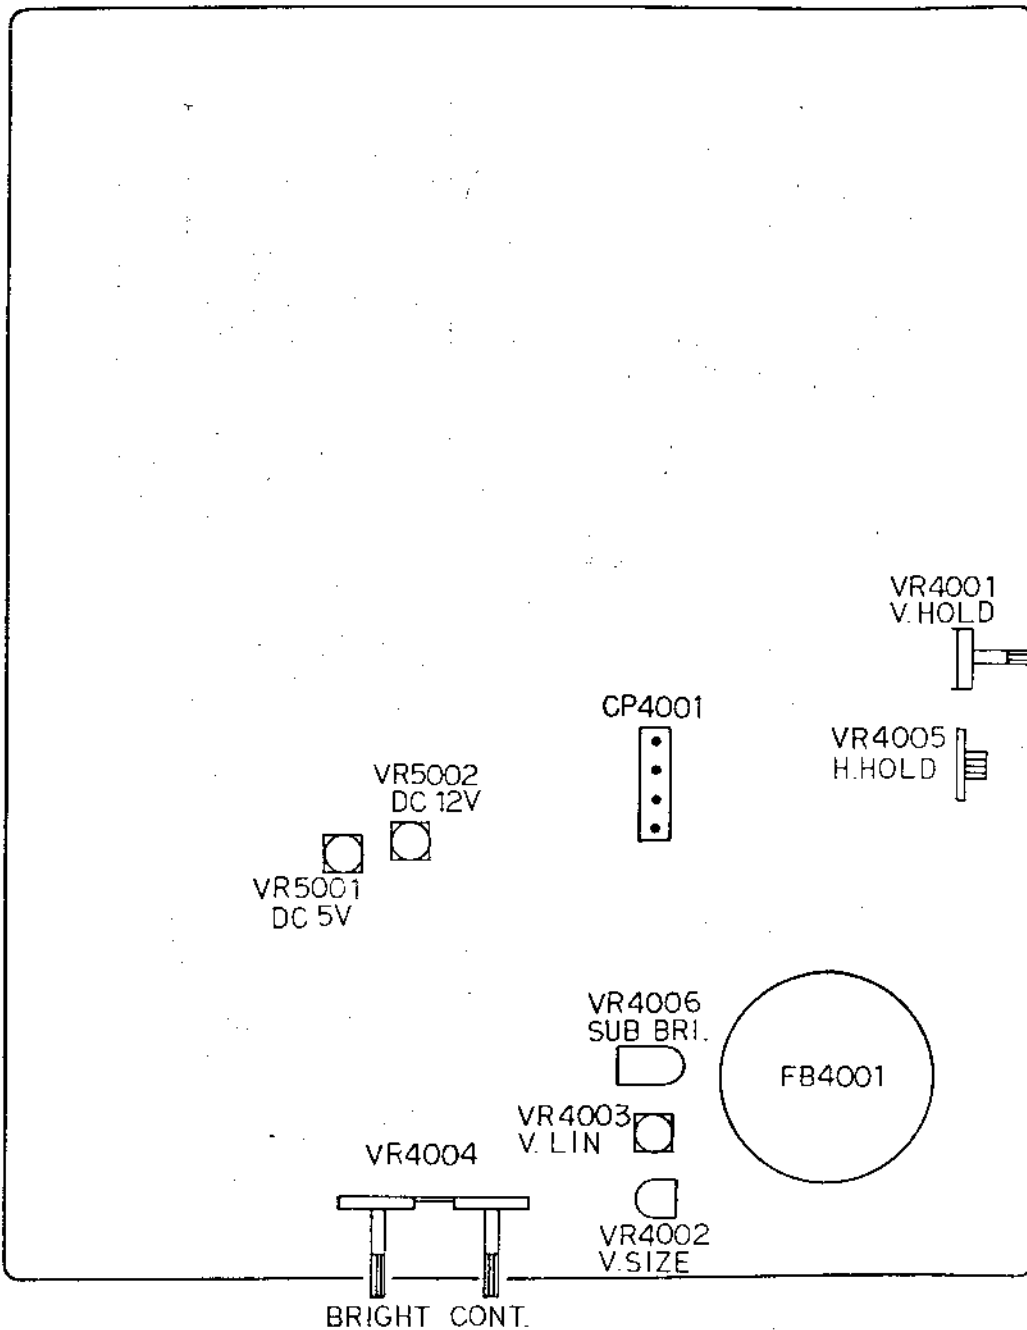 VR4001
V.HOLD
CP4001
VR4005
H.HOLD
VR5002
DC 12V
VR5001
DC 5V
VR4006
SUB BRI.
FB4001
VR4003
V. LIN
VR4004
VR4002
V.SIZE
BRIGHT CONT.